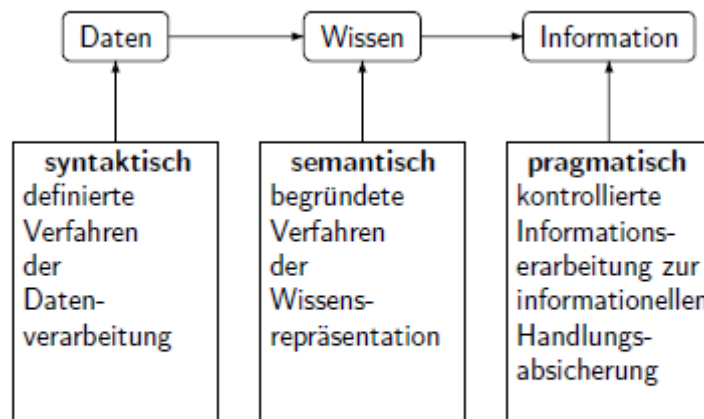 Daten
Wissen
Information
syntaktisch
definierte
Verfahren
der
Daten-
verarbeitung
semantisch
begründete
Verfahren
der
Wissens-
repräsentation
pragmatisch
kontrollierte
Informations-
erarbeitung zur
informationellen
Handlungs-
absicherung